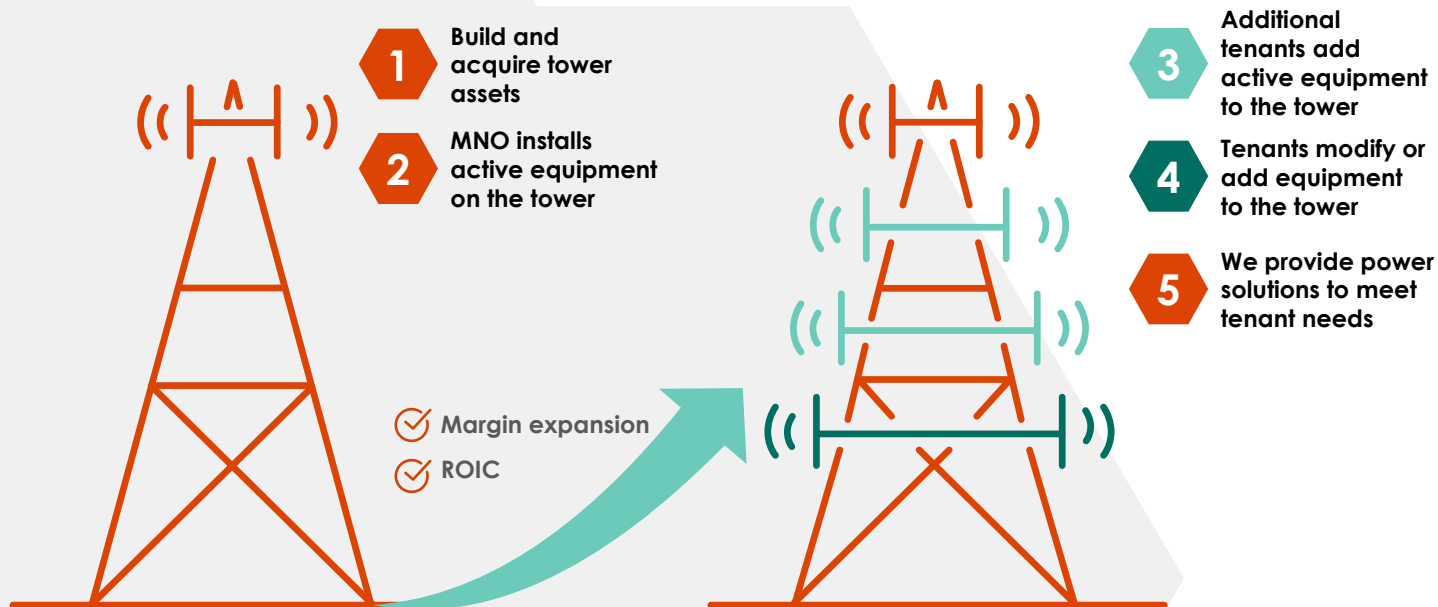 1
Build and
acquire tower
assets
2
MNO installs
active equipment
on the tower
Margin expansion
ROIC
3
Additional
tenants add
active equipment
to the tower
4
Tenants modify or
add equipment
to the tower
5
We provide power
solutions to meet
tenant needs